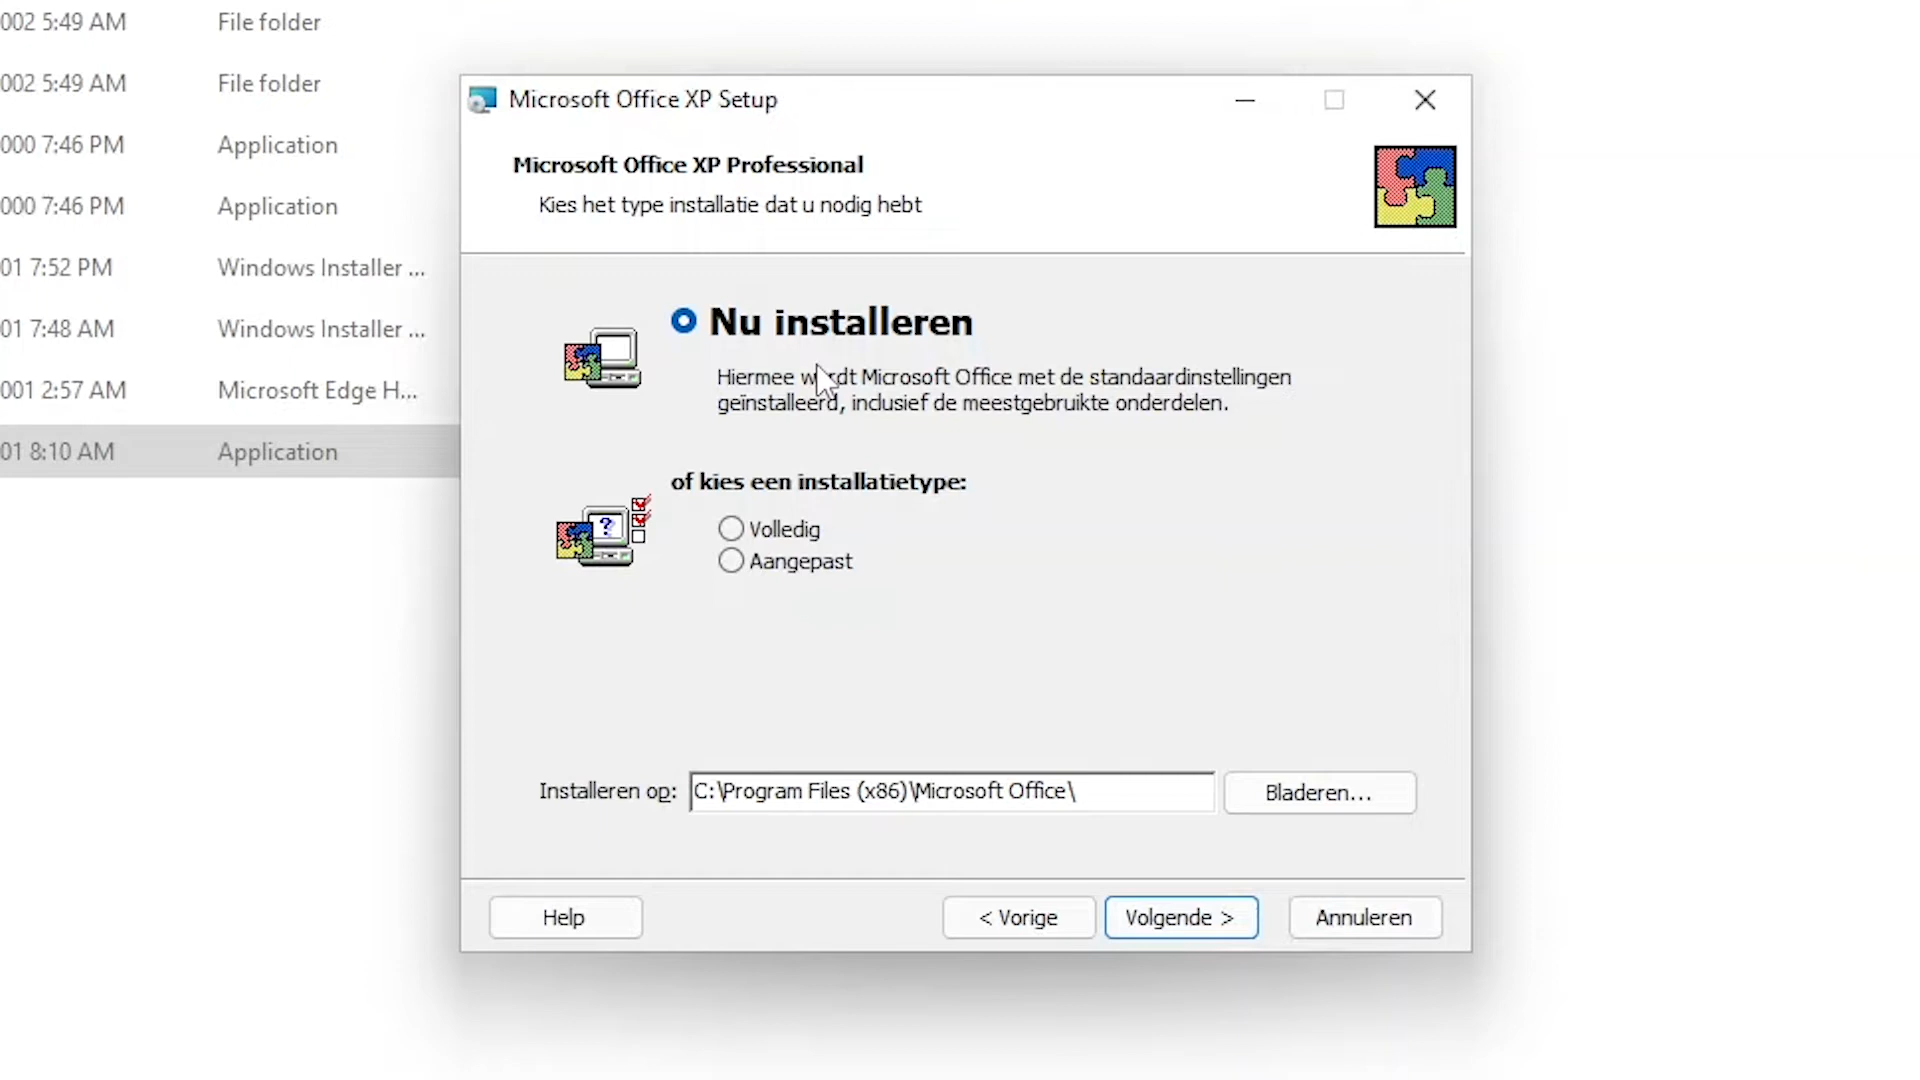 002 5:49 AM File folder
002 5:49 AM File folder
000 7:46 PM Application
000 7:46 PM Application
01 7:52 PM Windows Installer ...
01 7:48 AM Windows Installer ...
001 2:57 AM Microsoft Edge H...
01 8:10 AM Application
Microsoft Office XP Setup
Microsoft Office XP Professional
Kies het type installatie dat u nodig hebt
Nu installeren
Hiermee wordt Microsoft Office met de standaardinstellingen
geïnstalleerd, inclusief de meestgebruikte onderdelen.
of kies een installatietype:
Volledig
Aangepast
Installeren op: C:\Program Files (x86)\Microsoft Office\ Bladeren...
Help < Vorige Volgende > Annuleren